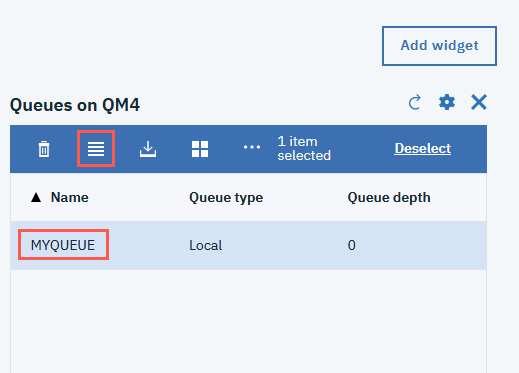 Add widget
Queues on QM4
1 item
selected
Deselect
Name Queue type Queue depth
MYQUEUE Local 0